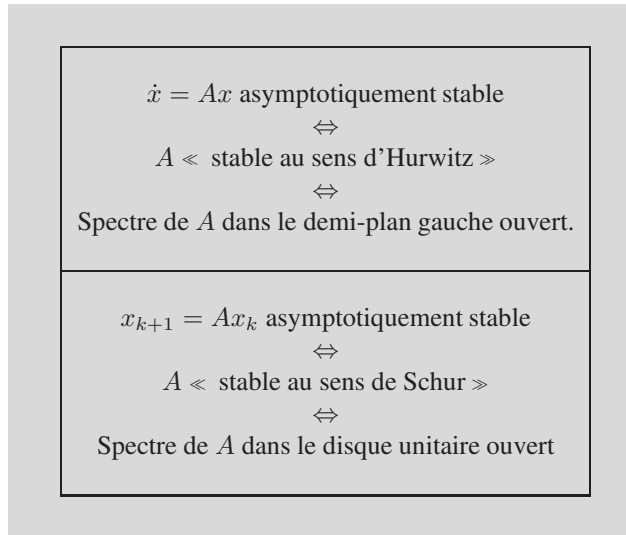 ẋ = Ax asymptotiquement stable
⇔
A ≪ stable au sens d'Hurwitz ≫
⇔
Spectre de A dans le demi-plan gauche ouvert.
x_{k+1} = Ax_k asymptotiquement stable
⇔
A ≪ stable au sens de Schur ≫
⇔
Spectre de A dans le disque unitaire ouvert